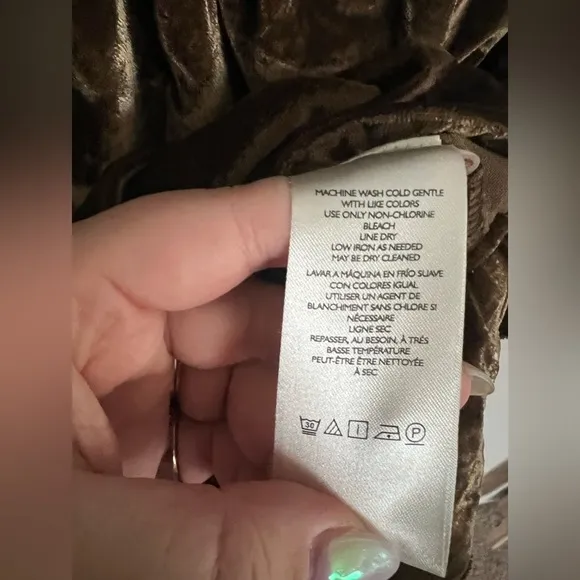 MACHINE WASH COLD GENTLE
WITH LIKE COLORS
USE ONLY NON-CHLORINE
BLEACH
LINE DRY
LOW IRON AS NEEDED
MAY BE DRY CLEANED
LAVAR A MÁQUINA EN FRÍO SUAVE
CON COLORES IGUAL
UTILISER UN AGENT DE
BLANCHIMENT SANS CHLORE SI
NÉCESSAIRE
LIGNE SEC
REPASSER, AU BESOIN, À TRÉS
BASSE TEMPÉRATURE
PEUT-ÊTRE ÊTRE NETTOYÉE
À SEC
30 P